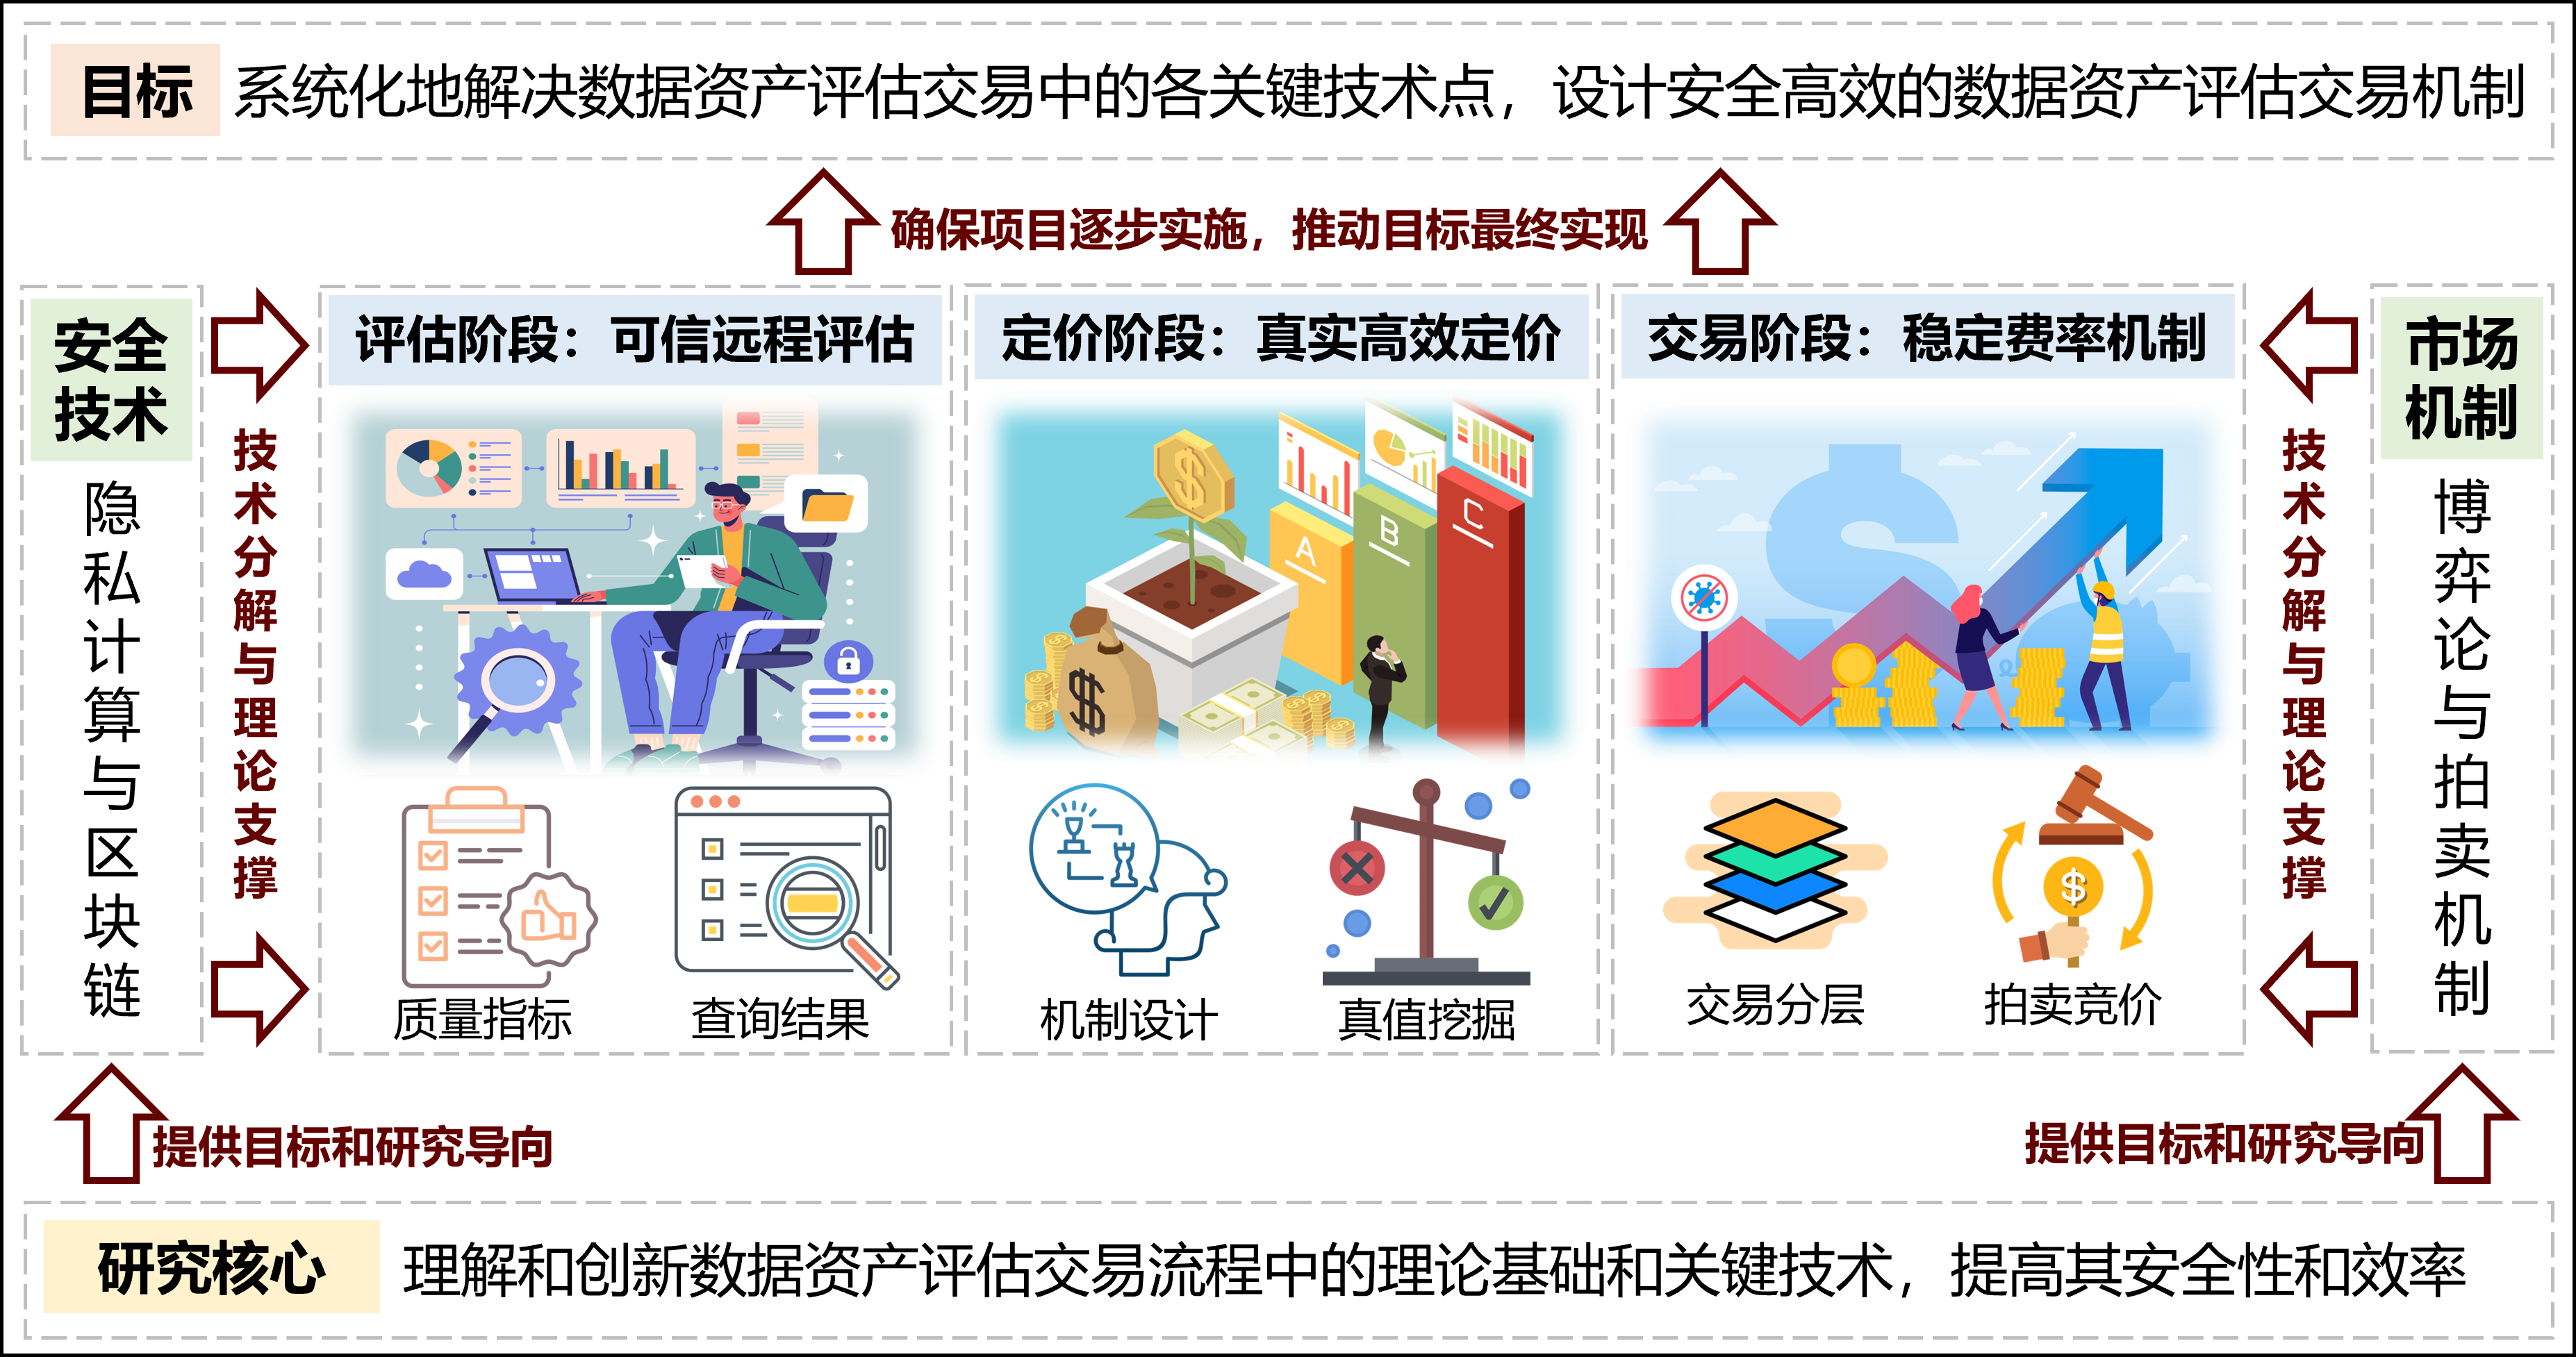 目标 系统化地解决数据资产评估交易中的各关键技术点，设计安全高效的数据资产评估交易机制
确保项目逐步实施，推动目标最终实现
安全
技术
隐私计算与区块链
技术分解与理论支撑
评估阶段：可信远程评估
质量指标
查询结果
定价阶段：真实高效定价
A
B
C
$
$
机制设计
真值挖掘
交易阶段：稳定费率机制
$
$
交易分层
拍卖竞价
技术分解与理论支撑
市场
机制
博弈论与拍卖机制
提供目标和研究导向
提供目标和研究导向
研究核心 理解和创新数据资产评估交易流程中的理论基础和关键技术，提高其安全性和效率